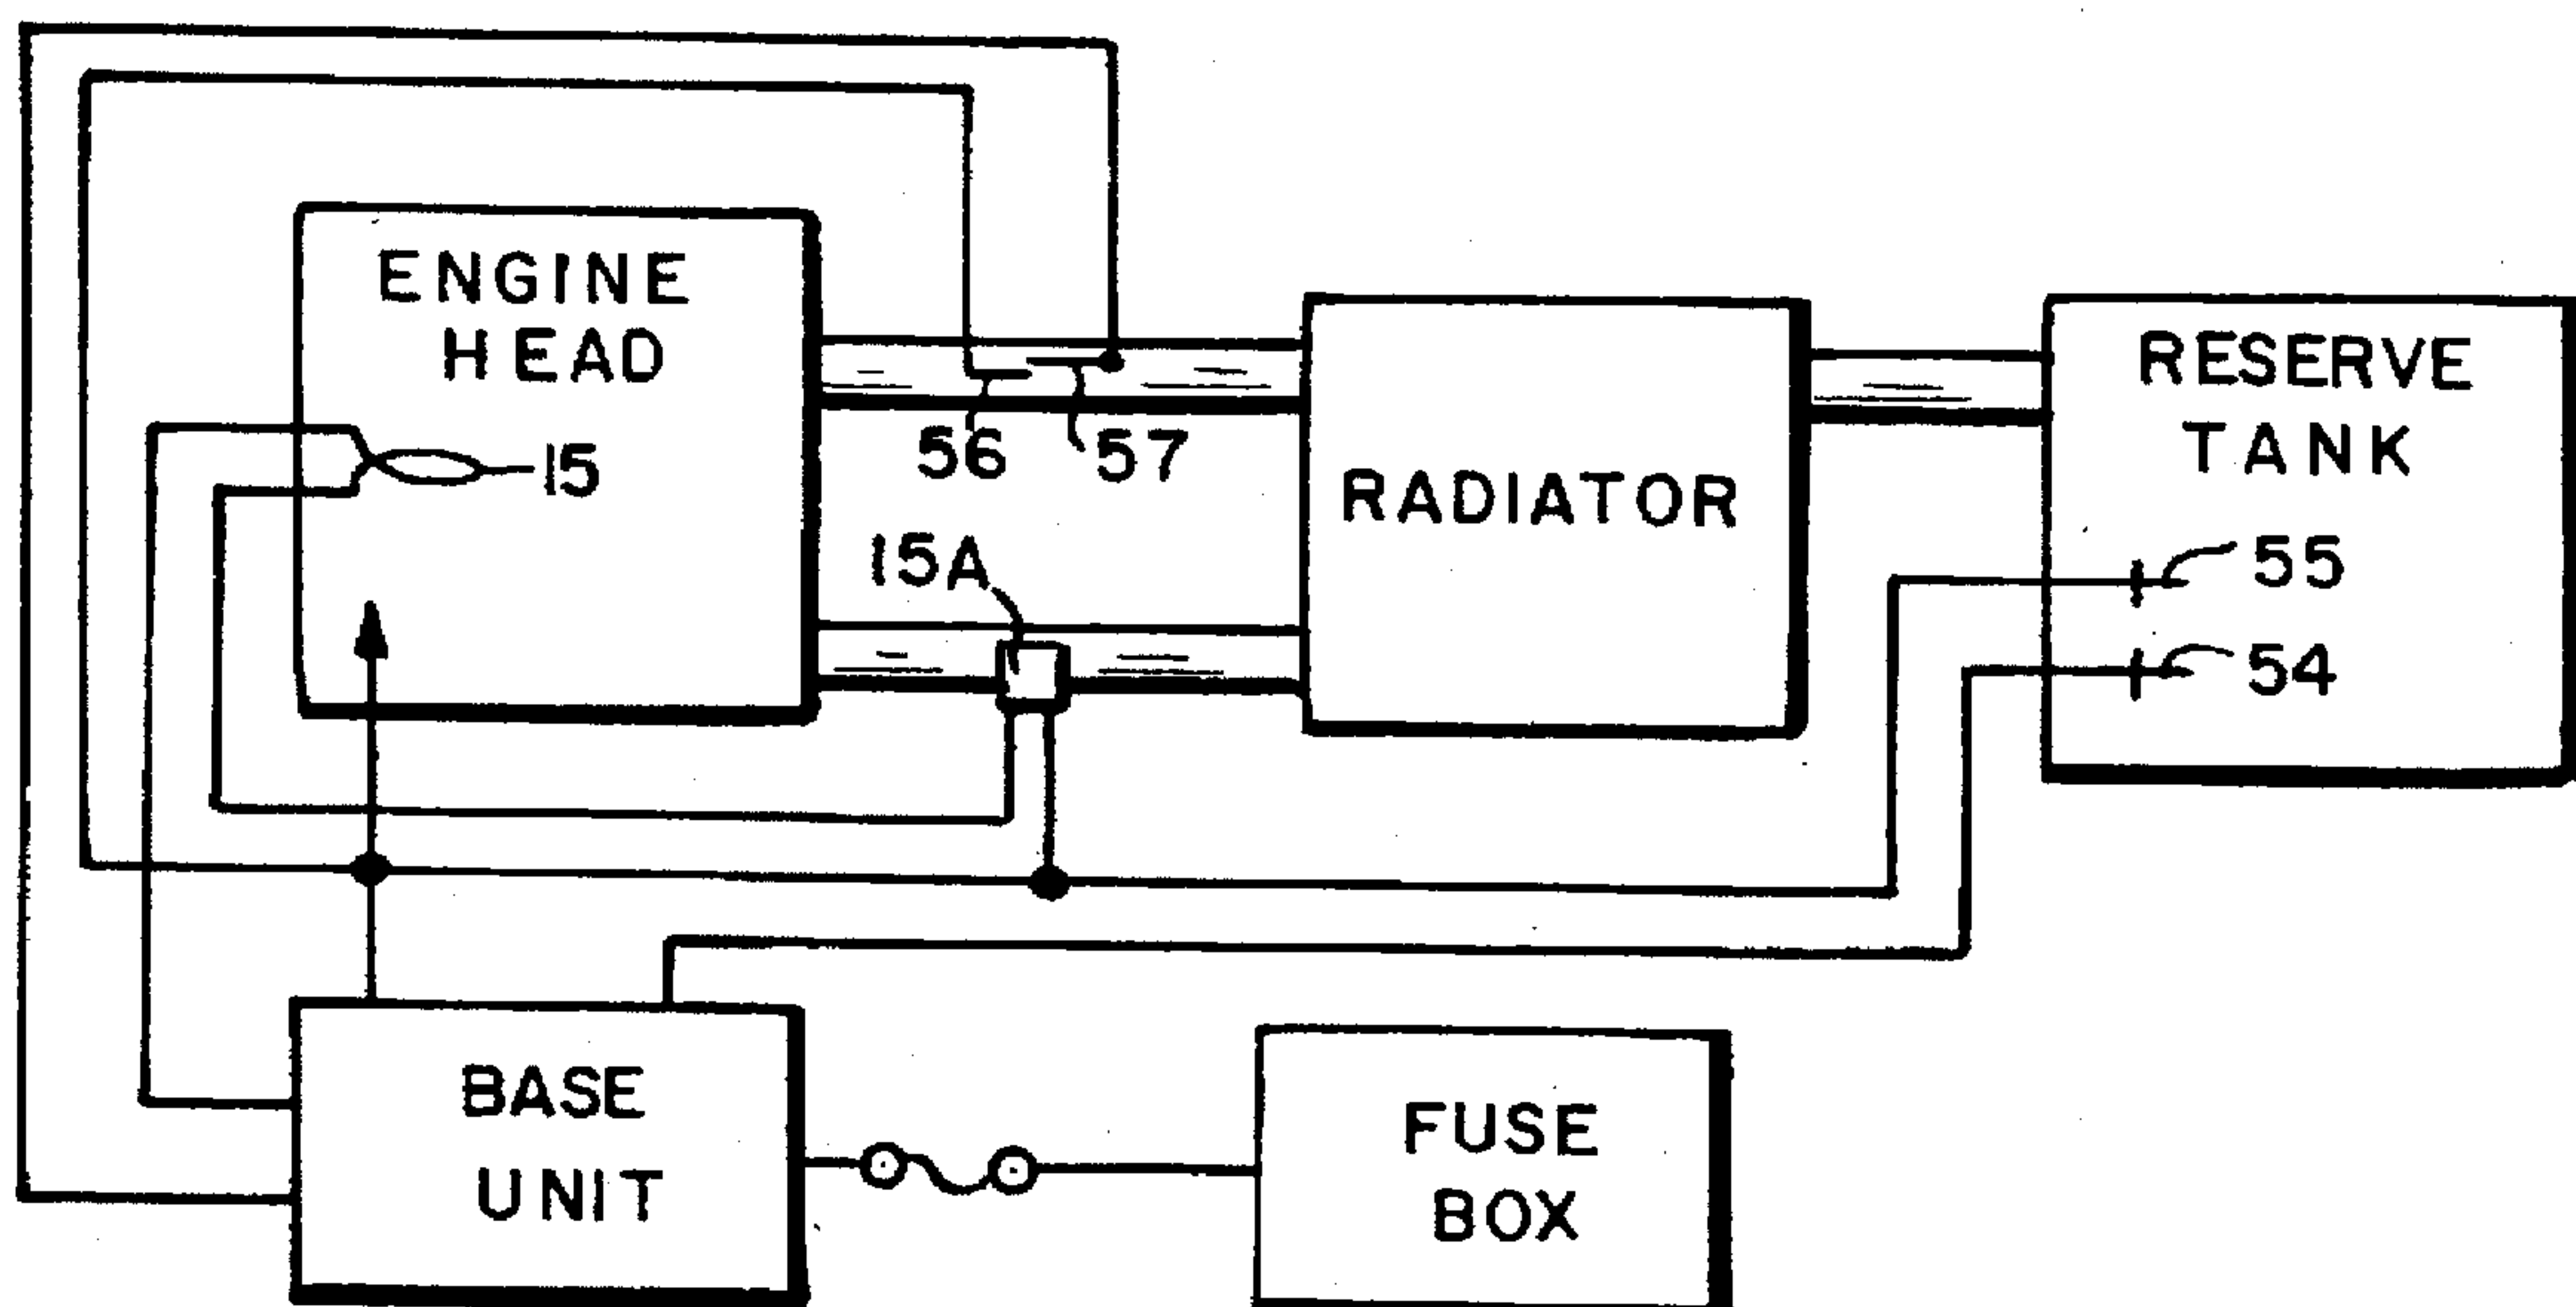 ENGINE
HEAD
15
56
57
15A
RADIATOR
RESERVE
TANK
55
54
BASE
UNIT
FUSE
BOX